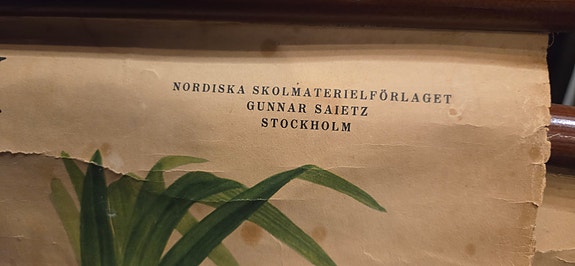 NORDISKA SKOLMATERIELFÖRLAGET
GUNNAR SAIETZ
STOCKHOLM